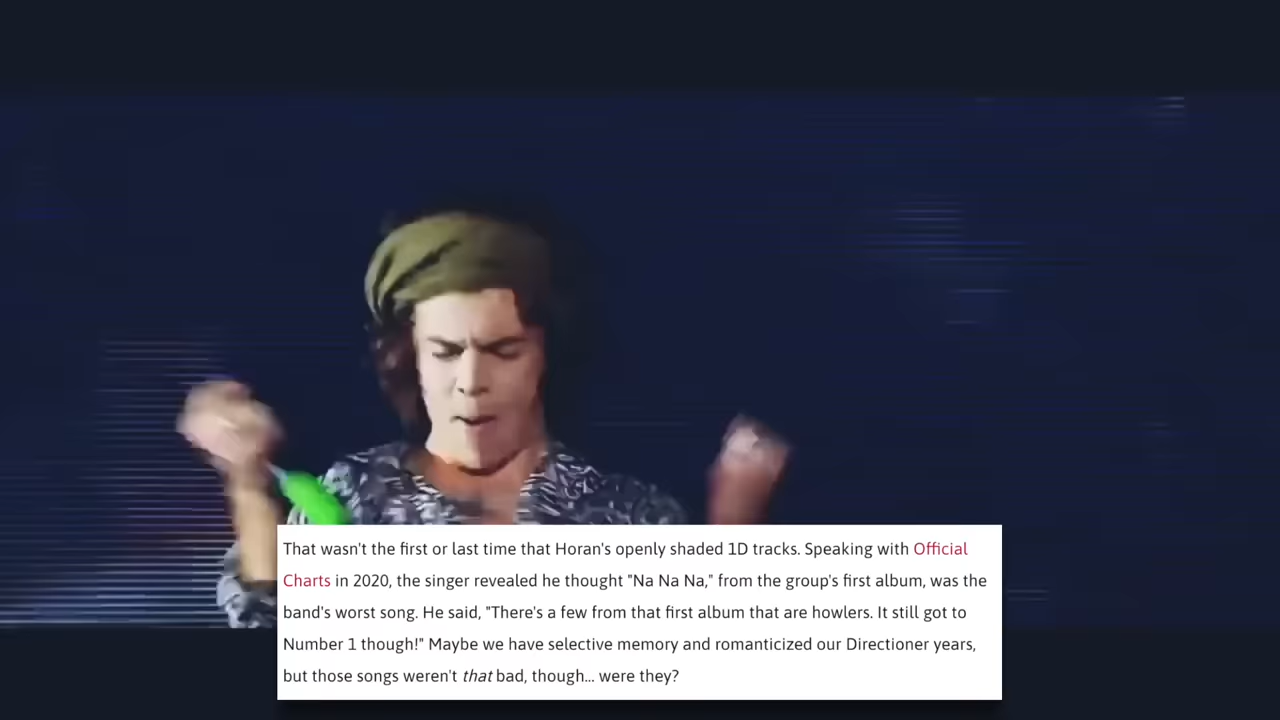 That wasn't the first or last time that Horan's openly shaded 1D tracks. Speaking with Official
Charts in 2020, the singer revealed he thought "Na Na Na," from the group's first album, was the
band's worst song. He said, "There's a few from that first album that are howlers. It still got to
Number 1 though!" Maybe we have selective memory and romanticized our Directioner years,
but those songs weren't that bad, though... were they?